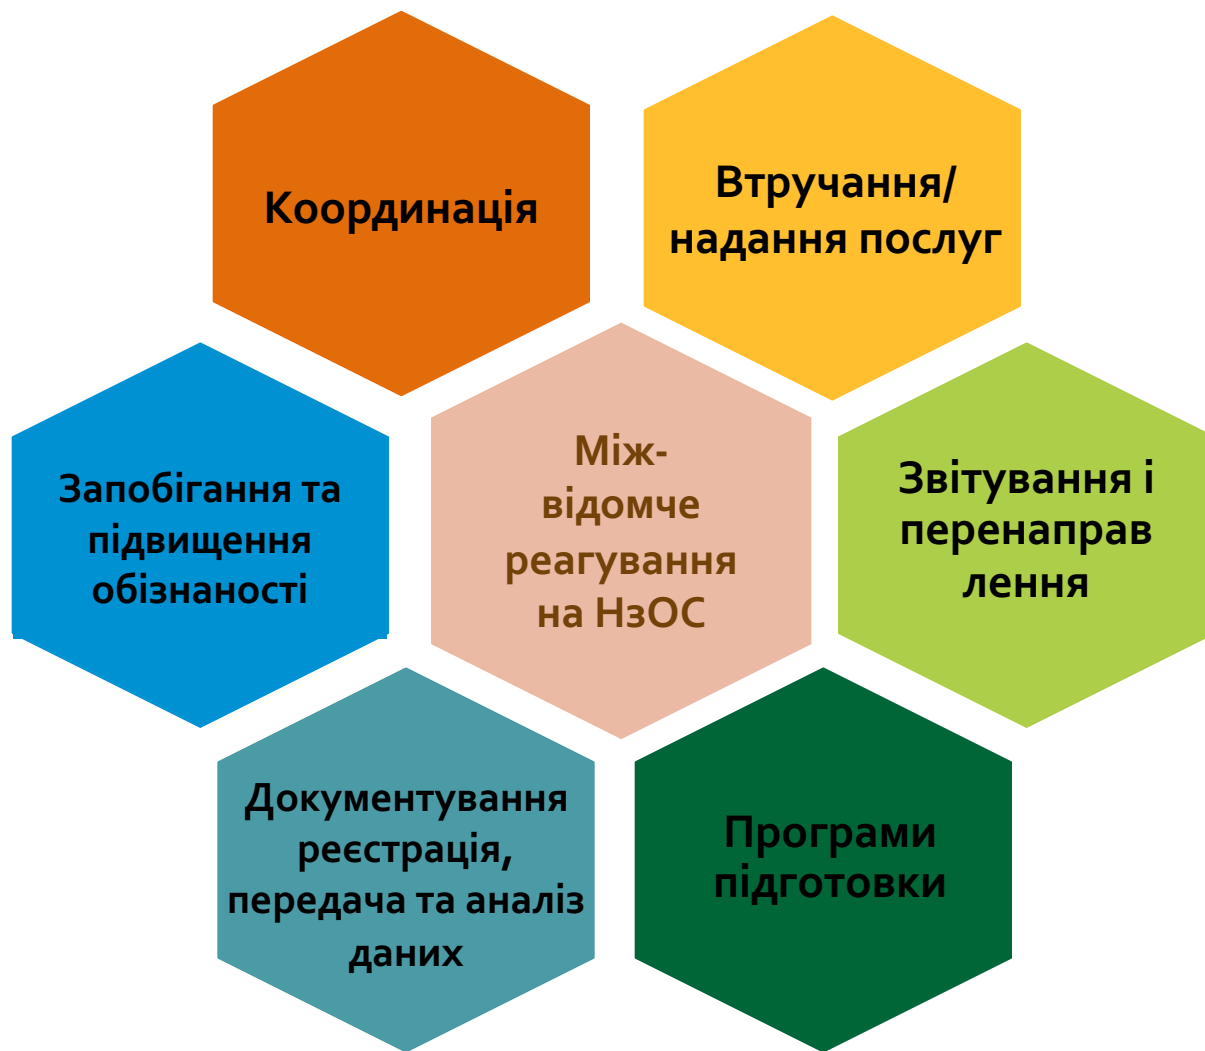 Координація
Втручання/
надання послуг
Запобігання та
підвищення
обізнаності
Між-
відомче
реагування
на НзОС
Звітування і
перенаправ
лення
Документування
реєстрація,
передача та аналіз
даних
Програми
підготовки